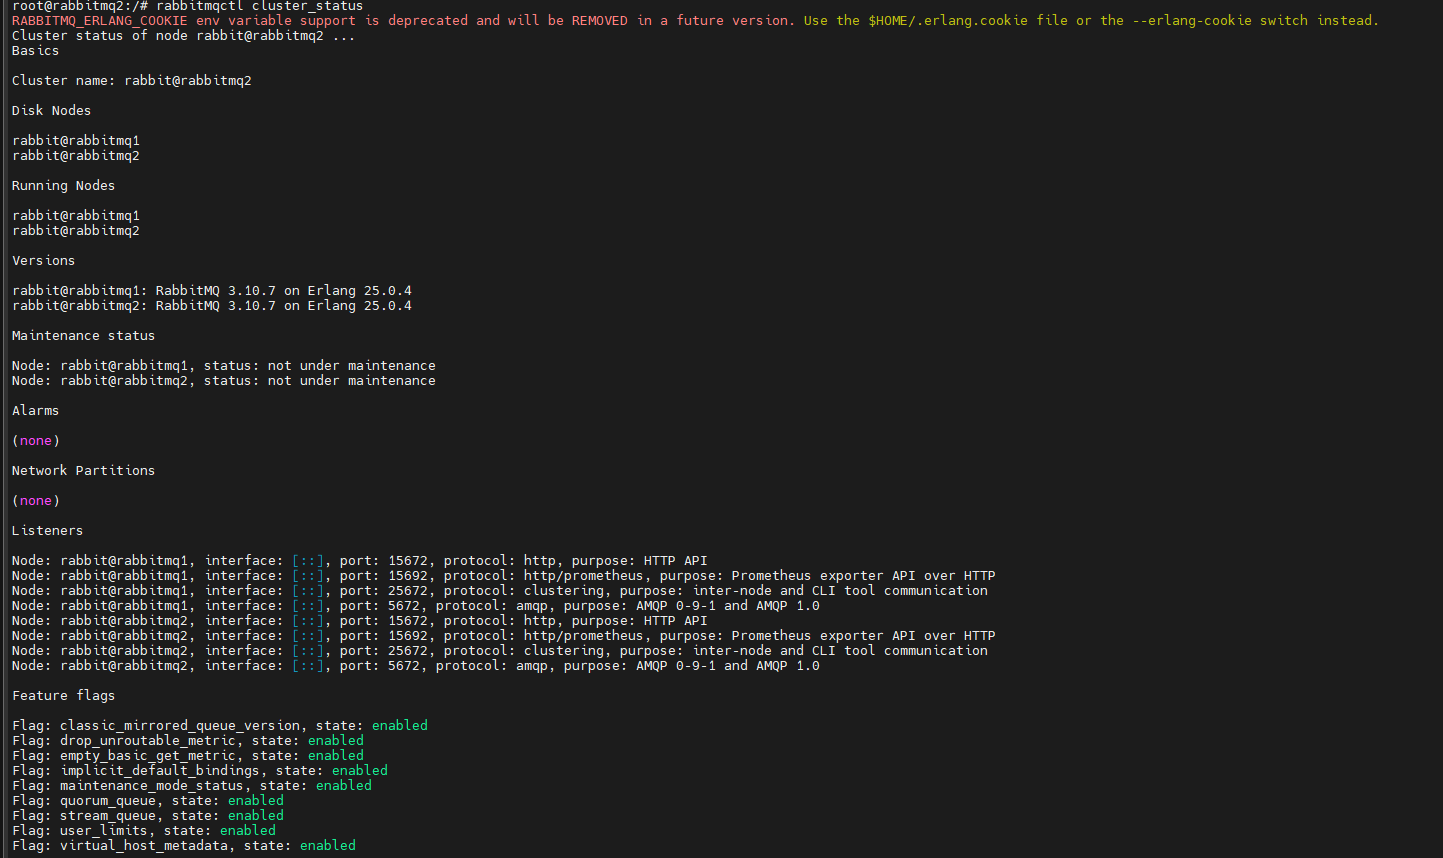 root@rabbitmq2:/# rabbitmqctl cluster_status
RABBITMQ_ERLANG_COOKIE env variable support is deprecated and will be REMOVED in a future version. Use the $HOME/.erlang.cookie file or the --erlang-cookie switch instead.
Cluster status of node rabbit@rabbitmq2 ...
Basics
Cluster name: rabbit@rabbitmq2
Disk Nodes
rabbit@rabbitmq1
rabbit@rabbitmq2
Running Nodes
rabbit@rabbitmq1
rabbit@rabbitmq2
Versions
rabbit@rabbitmq1: RabbitMQ 3.10.7 on Erlang 25.0.4
rabbit@rabbitmq2: RabbitMQ 3.10.7 on Erlang 25.0.4
Maintenance status
Node: rabbit@rabbitmq1, status: not under maintenance
Node: rabbit@rabbitmq2, status: not under maintenance
Alarms
(none)
Network Partitions
(none)
Listeners
Node: rabbit@rabbitmq1, interface: [::], port: 15672, protocol: http, purpose: HTTP API
Node: rabbit@rabbitmq1, interface: [::], port: 15692, protocol: http/prometheus, purpose: Prometheus exporter API over HTTP
Node: rabbit@rabbitmq1, interface: [::], port: 25672, protocol: clustering, purpose: inter-node and CLI tool communication
Node: rabbit@rabbitmq1, interface: [::], port: 5672, protocol: amqp, purpose: AMQP 0-9-1 and AMQP 1.0
Node: rabbit@rabbitmq2, interface: [::], port: 15672, protocol: http, purpose: HTTP API
Node: rabbit@rabbitmq2, interface: [::], port: 15692, protocol: http/prometheus, purpose: Prometheus exporter API over HTTP
Node: rabbit@rabbitmq2, interface: [::], port: 25672, protocol: clustering, purpose: inter-node and CLI tool communication
Node: rabbit@rabbitmq2, interface: [::], port: 5672, protocol: amqp, purpose: AMQP 0-9-1 and AMQP 1.0
Feature flags
Flag: classic_mirrored_queue_version, state: enabled
Flag: drop_unroutable_metric, state: enabled
Flag: empty_basic_get_metric, state: enabled
Flag: implicit_default_bindings, state: enabled
Flag: maintenance_mode_status, state: enabled
Flag: quorum_queue, state: enabled
Flag: stream_queue, state: enabled
Flag: user_limits, state: enabled
Flag: virtual_host_metadata, state: enabled